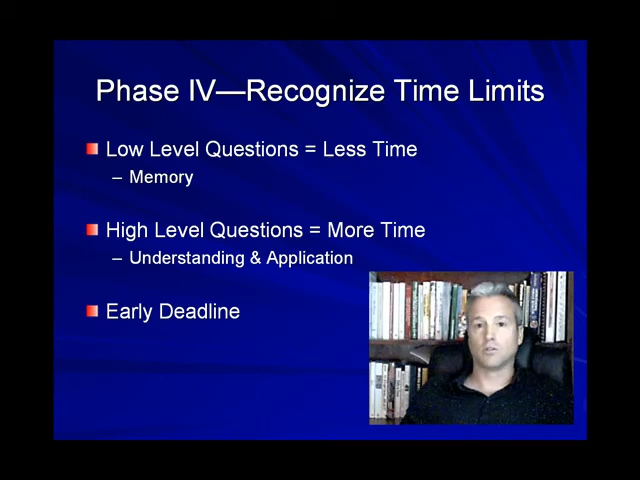 Phase IV—Recognize Time Limits
Low Level Questions = Less Time
– Memory
High Level Questions = More Time
– Understanding & Application
Early Deadline